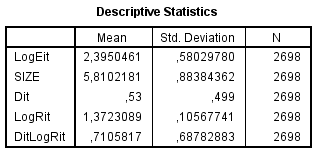 Descriptive Statistics
Mean Std. Deviation N
LogEit 2,3950461 ,58029780 2698
SIZE 5,8102181 ,88384362 2698
Dit ,53 ,499 2698
LogRit 1,3723089 ,10567741 2698
DitLogRit ,7105817 ,68782883 2698